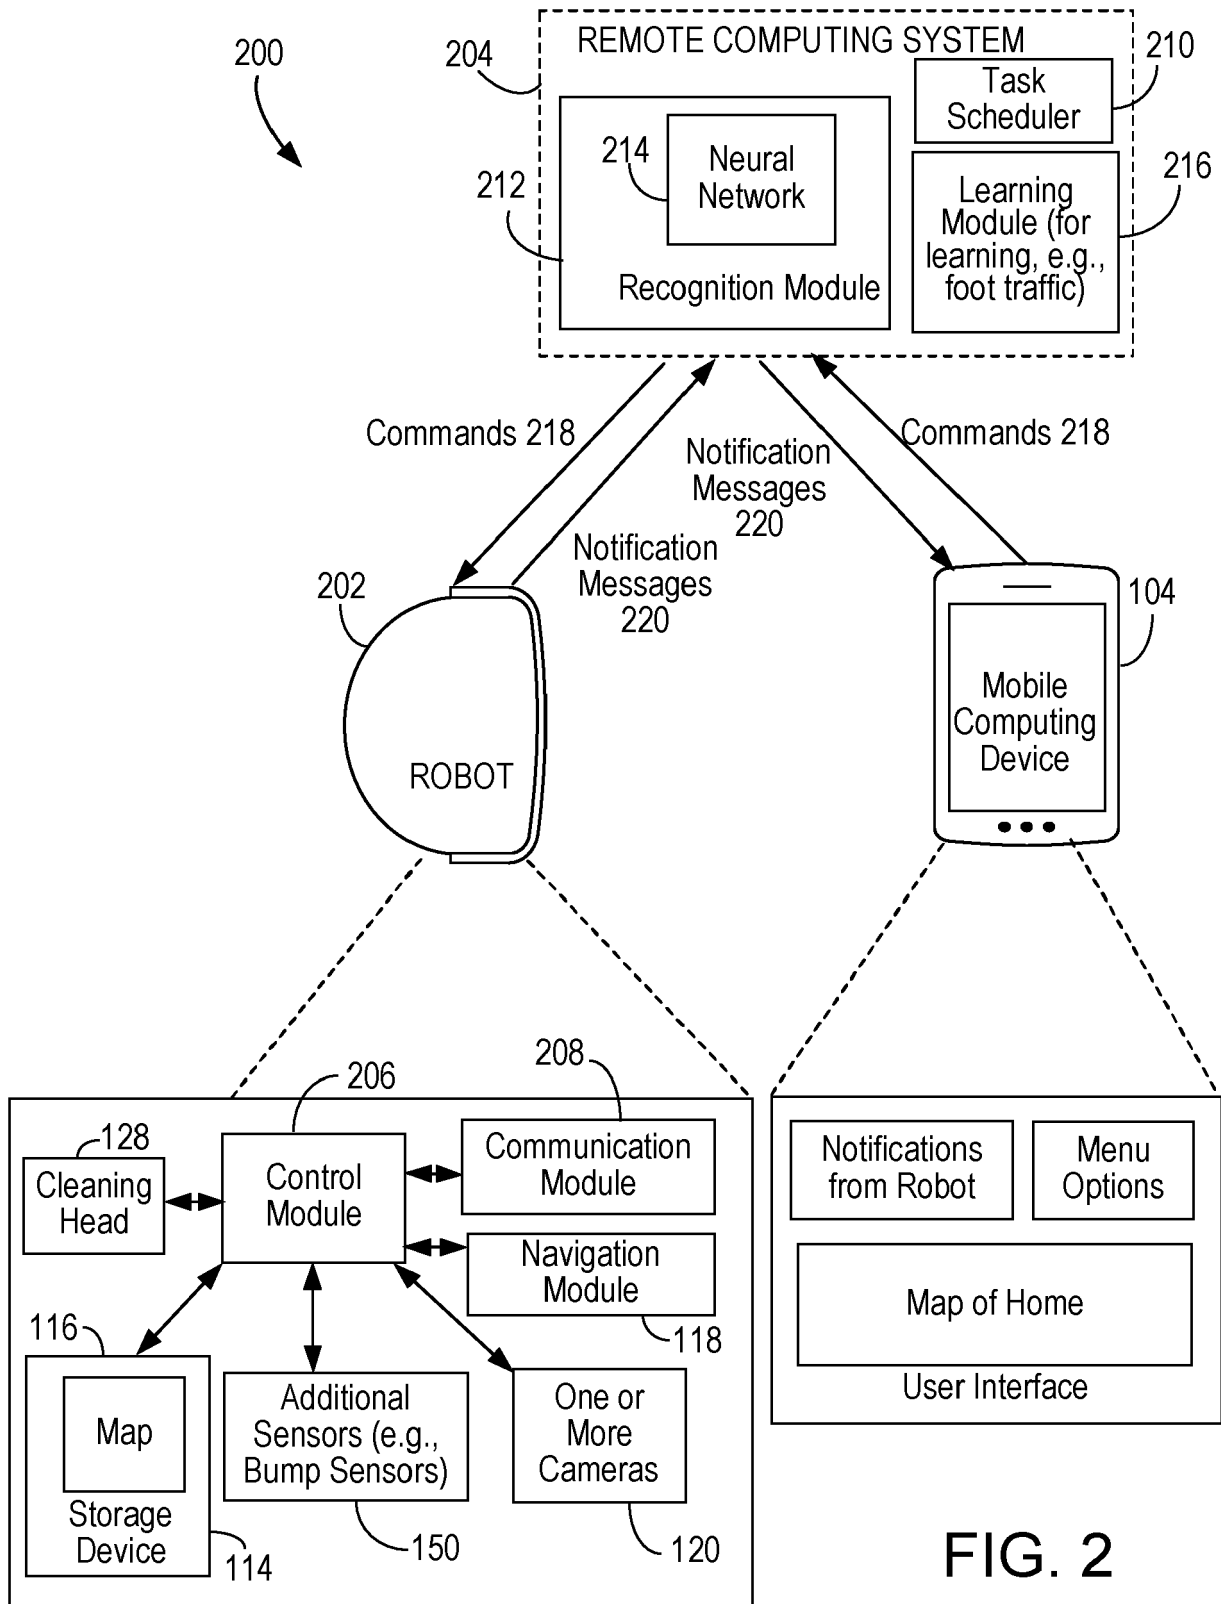 200
204
REMOTE COMPUTING SYSTEM
210
Task
Scheduler
214
Neural
Network
212
Recognition Module
216
Learning
Module (for
learning, e.g.,
foot traffic)
Commands 218
Notification
Messages
220
Notification
Messages
220
Commands 218
202
ROBOT
104
Mobile
Computing
Device
206
208
128
Cleaning
Head
Control
Module
Communication
Module
Navigation
Module
118
116
Map
Storage
Device
114
Additional
Sensors (e.g.,
Bump Sensors)
150
One or
More
Cameras
120
Notifications
from Robot
Menu
Options
Map of Home
User Interface
FIG. 2